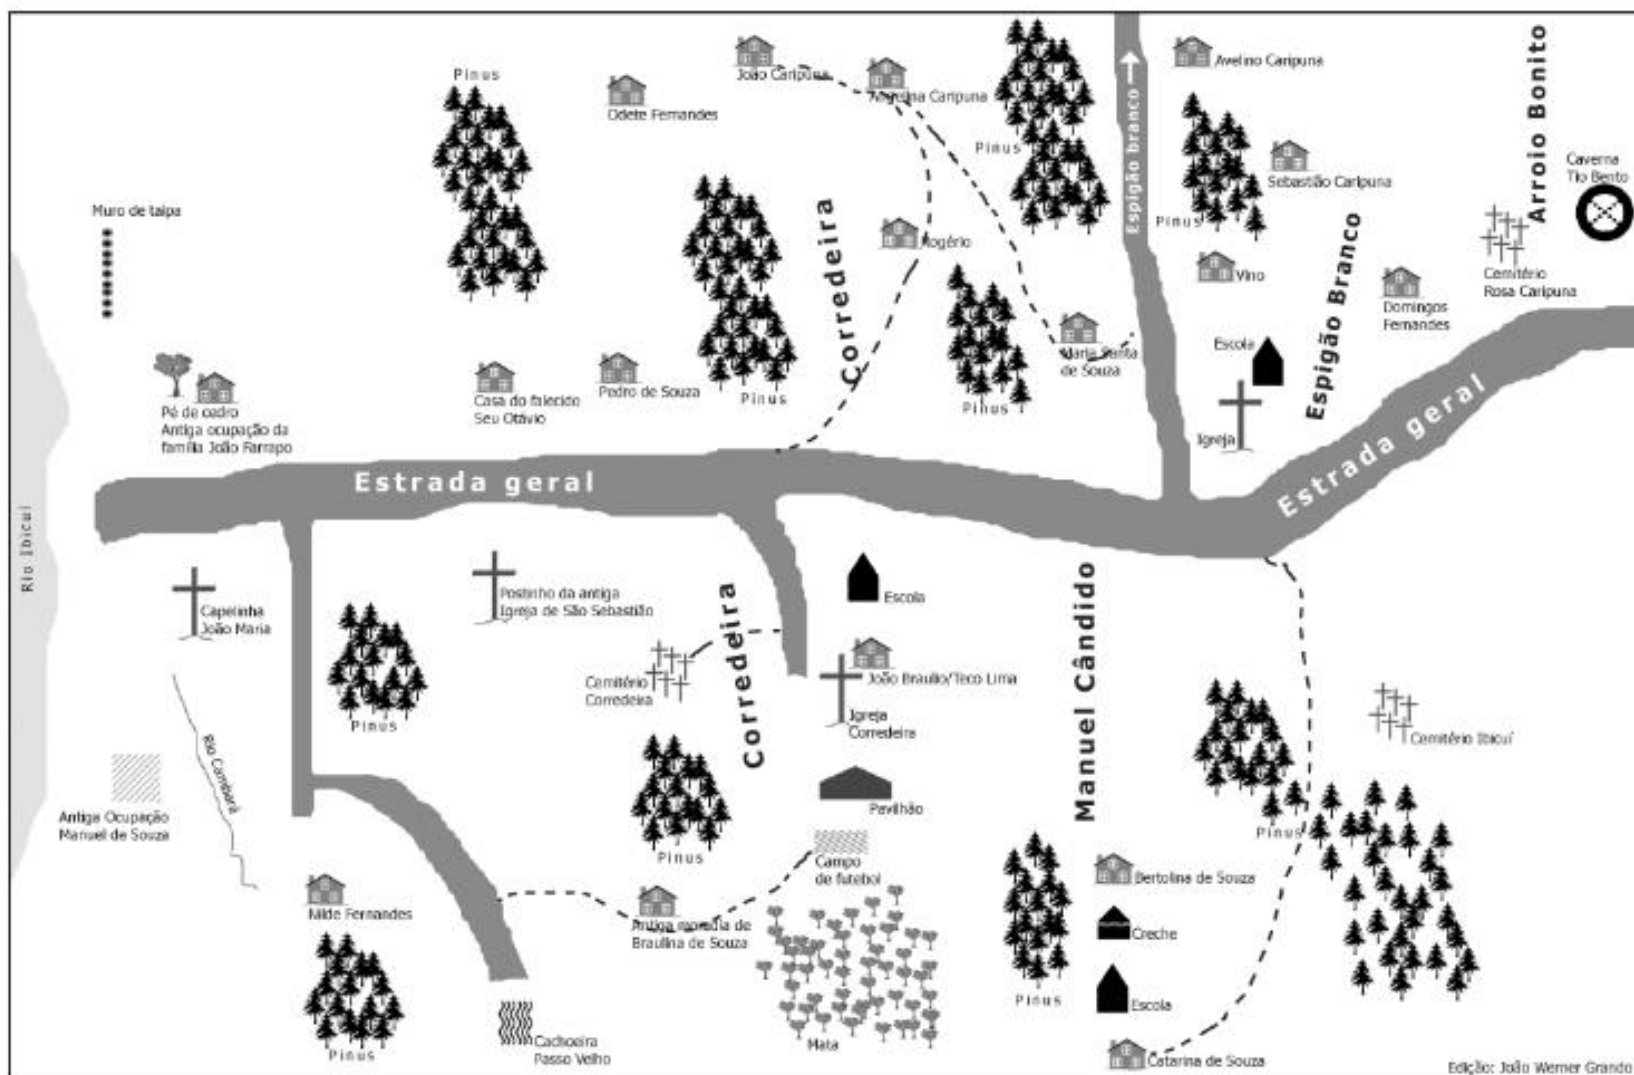 Pinus
João Caripuna
Angelina Caripuna
Odete Fernandes
Pinus
Espigão branco
Avelino Caripuna
Sebastião Caripuna
Pinus
Arroio Bonito
Caverna
Tio Bento
Muro de taipa
Corredeira
Rogério
Vino
Espigão Branco
Cemitério
Rosa Caripuna
Domingos
Fernandes
Maria Santa
de Souza
Escola
Igreja
Pé de cedro
Antiga ocupação da
família João Farrapo
Casa do falecido
Seu Otávio
Pedro de Souza
Pinus
Pinus
Estrada geral
Estrada geral
Rio Ibicuí
Capelinha
João Maria
Postinho da antiga
Igreja de São Sebastião
Escola
Corredeira
Manuel Cândido
Cemitério
Corredeira
João Braulio/Teco Lima
Igreja
Corredeira
Pinus
Rio Cambará
Cemitério Ibicuí
Antiga Ocupação
Manuel de Souza
Pavilhão
Pinus
Pinus
Campo
de futebol
Bertolina de Souza
Nilde Fernandes
Antiga moradia de
Braulina de Souza
Creche
Pinus
Escola
Pinus
Cachoeira
Passo Velho
Mata
Catarina de Souza
Edição: João Werner Grando